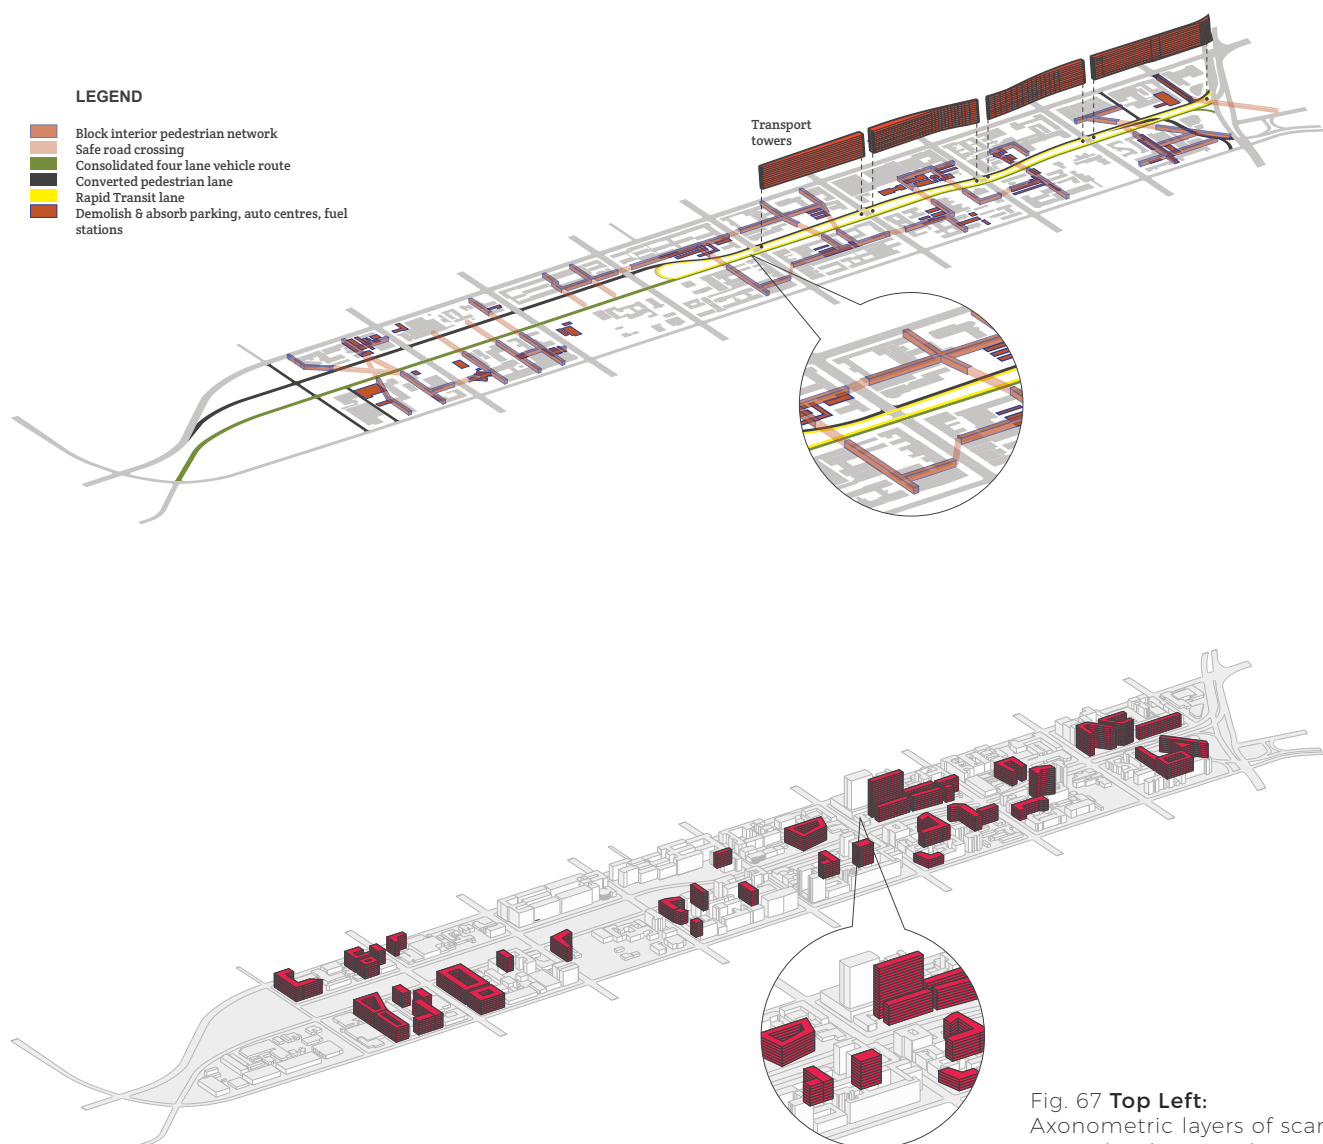 LEGEND
Block interior pedestrian network
Safe road crossing
Consolidated four lane vehicle route
Converted pedestrian lane
Rapid Transit lane
Demolish & absorb parking, auto centres, fuel
stations
Transport
towers
Fig. 67 Top Left:
Axonometric layers of scar